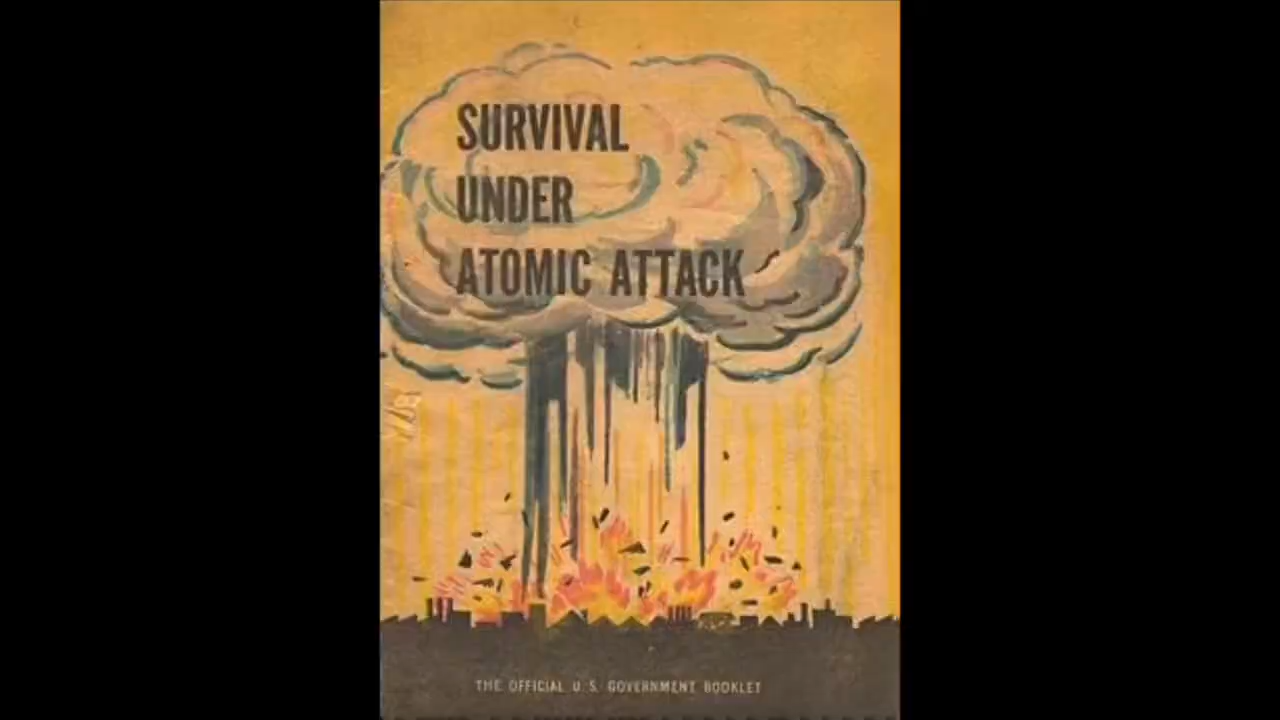 SURVIVAL
UNDER
ATOMIC ATTACK
THE OFFICIAL U.S. GOVERNMENT BOOKLET